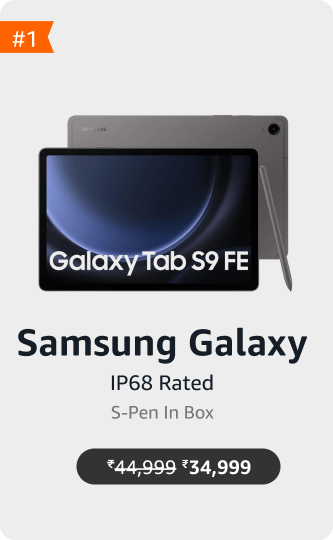 #1
SAMSUNG
Galaxy Tab S9 FE
Samsung Galaxy
IP68 Rated
S-Pen In Box
₹44,999 ₹34,999